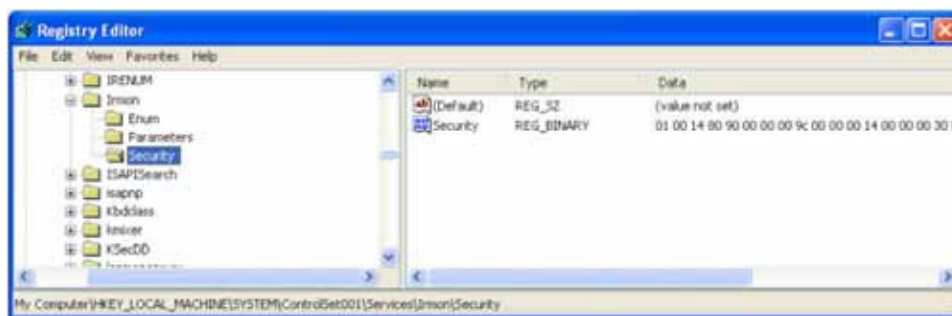 Registry Editor
File Edit View Favorites Help
IRENUM
Irmon
Enum
Parameters
Security
ISAPISearch
isapnp
Kbdclass
kmixer
KSecDD
Name Type Data
(Default) REG_SZ (value not set)
Security REG_BINARY 01 00 14 80 90 00 00 00 9c 00 00 00 14 00 00 00 30
My Computer\HKEY_LOCAL_MACHINE\SYSTEM\ControlSet001\Services\Irmon\Security